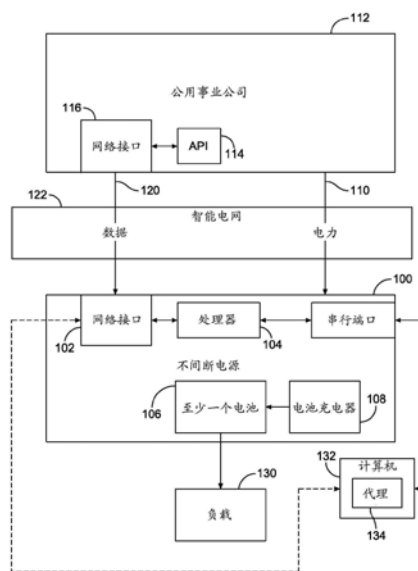 112
公用事业公司
116
网络接口
API
114
120
110
122
智能电网
数据
电力
100
网络接口
处理器
串行端口
102
104
不间断电源
106
至少一个电池
电池充电器
108
132
计算机
130
代理
负载
134